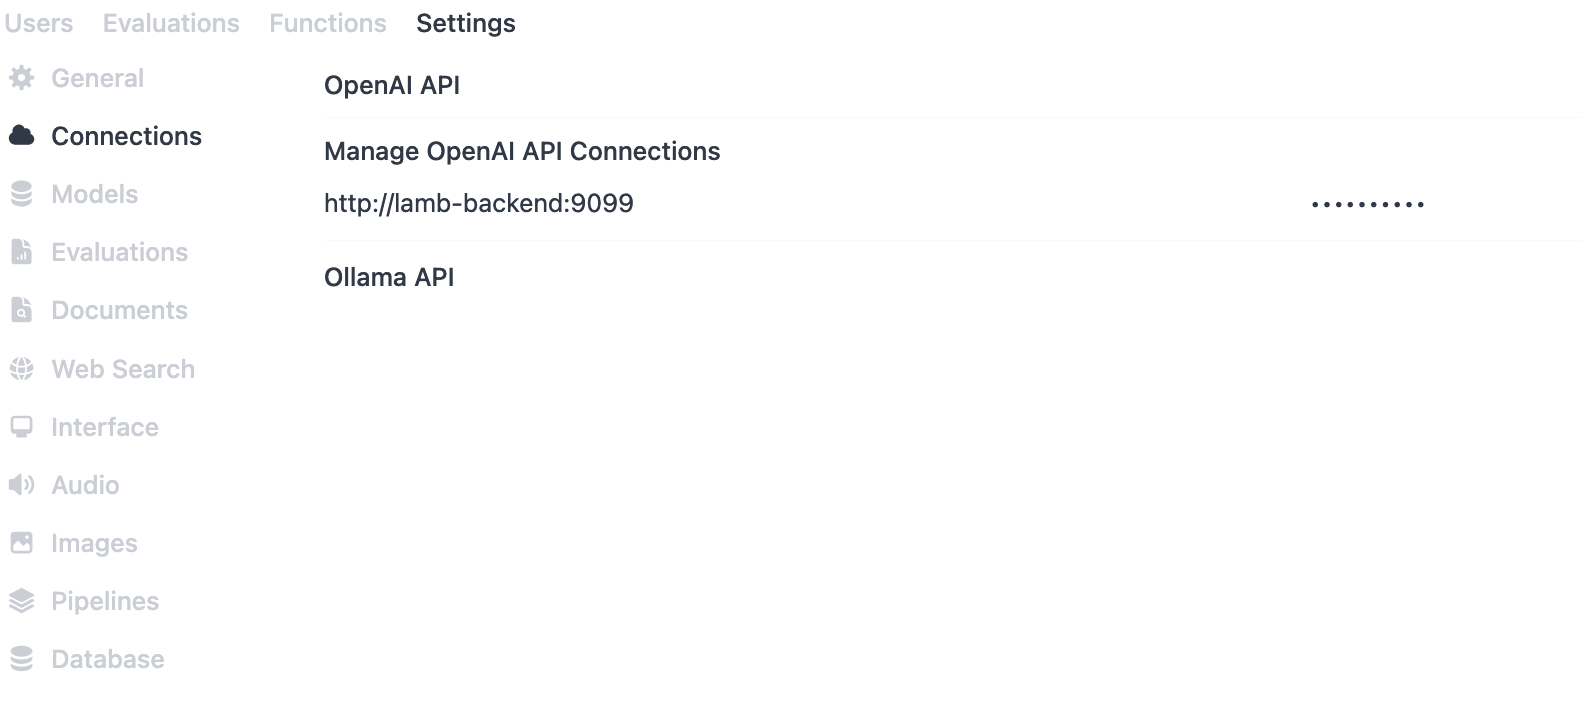 Users Evaluations Functions Settings
General
Connections
Models
Evaluations
Documents
Web Search
Interface
Audio
Images
Pipelines
Database
OpenAI API
Manage OpenAI API Connections
http://lamb-backend:9099 ••••••••••
Ollama API